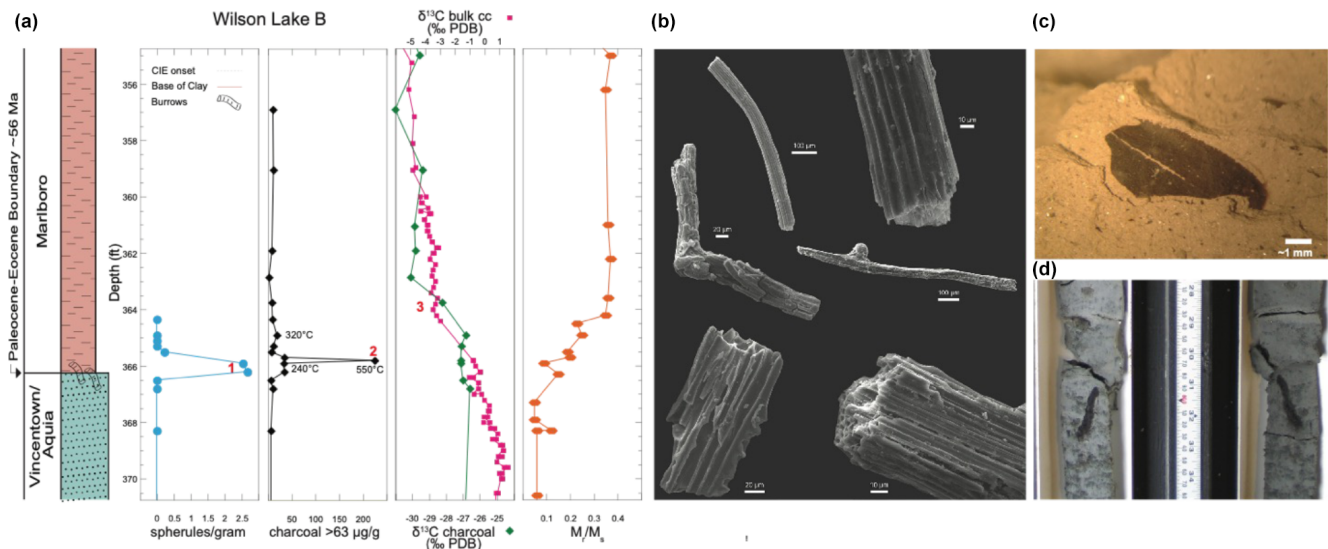 (a)
Wilson Lake B
δ¹³C bulk cc
(‰ PDB)
-5 -4 -3 -2 -1 0 1
CIE onset
Base of Clay
Burrows
Paleocene-Eocene Boundary ~56 Ma
Marlboro
Vincentown/
Aquia
Depth (ft)
356
358
360
362
364
366
368
370
1
320°C
2
240°C
550°C
3
0 0.5 1 1.5 2 2.5
spherules/gram
50 100 150 200
charcoal >63 µg/g
-30 -29 -28 -27 -26 -25
δ¹³C charcoal
(‰ PDB)
0.1 0.2 0.3 0.4
Mr/Ms
(b)
100 µm
10 µm
20 µm
100 µm
20 µm
10 µm
(c)
~1 mm
(d)
29
31
32
34